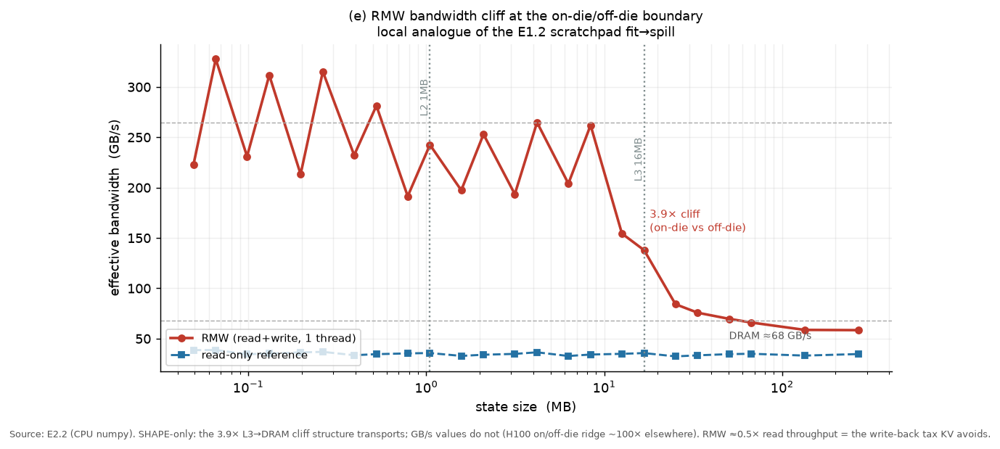 (e) RMW bandwidth cliff at the on-die/off-die boundary
local analogue of the E1.2 scratchpad fit→spill
effective bandwidth (GB/s)
300
250
200
150
100
50
L2 1MB
L3 16MB
3.9× cliff
(on-die vs off-die)
DRAM ≈68 GB/s
RMW (read+write, 1 thread)
read-only reference
10⁻¹
10⁰
10¹
10²
state size (MB)
Source: E2.2 (CPU numpy). SHAPE-only: the 3.9× L3→DRAM cliff structure transports; GB/s values do not (H100 on/off-die ridge ~100× elsewhere). RMW ≈0.5× read throughput = the write-back tax KV avoids.